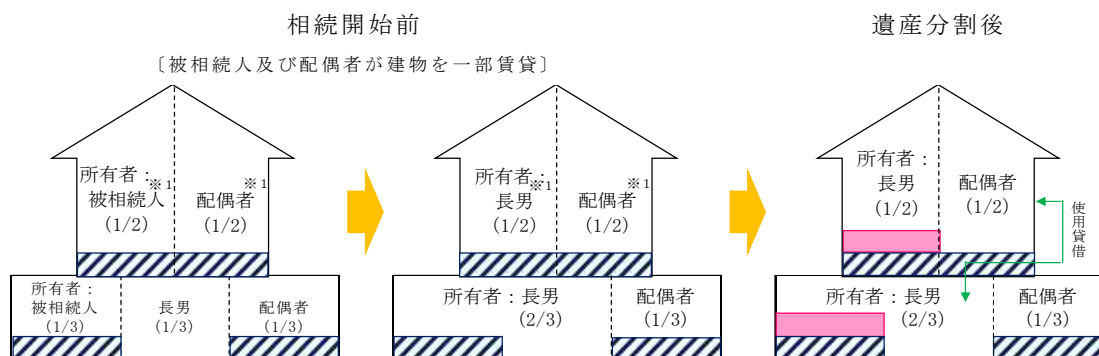 相続開始前
遺産分割後
〔被相続人及び配偶者が建物を一部賃貸〕
所有者：
※1
被相続人
(1/2)
※1
配偶者
(1/2)
所有者：
被相続人
(1/3)
長男
(1/3)
配偶者
(1/3)
所有者：
※1
長男
(1/2)
※1
配偶者
(1/2)
所有者：長男
(2/3)
配偶者
(1/3)
所有者：
長男
(1/2)
配偶者
(1/2)
使用貸借
所有者：長男
(2/3)
配偶者
(1/3)